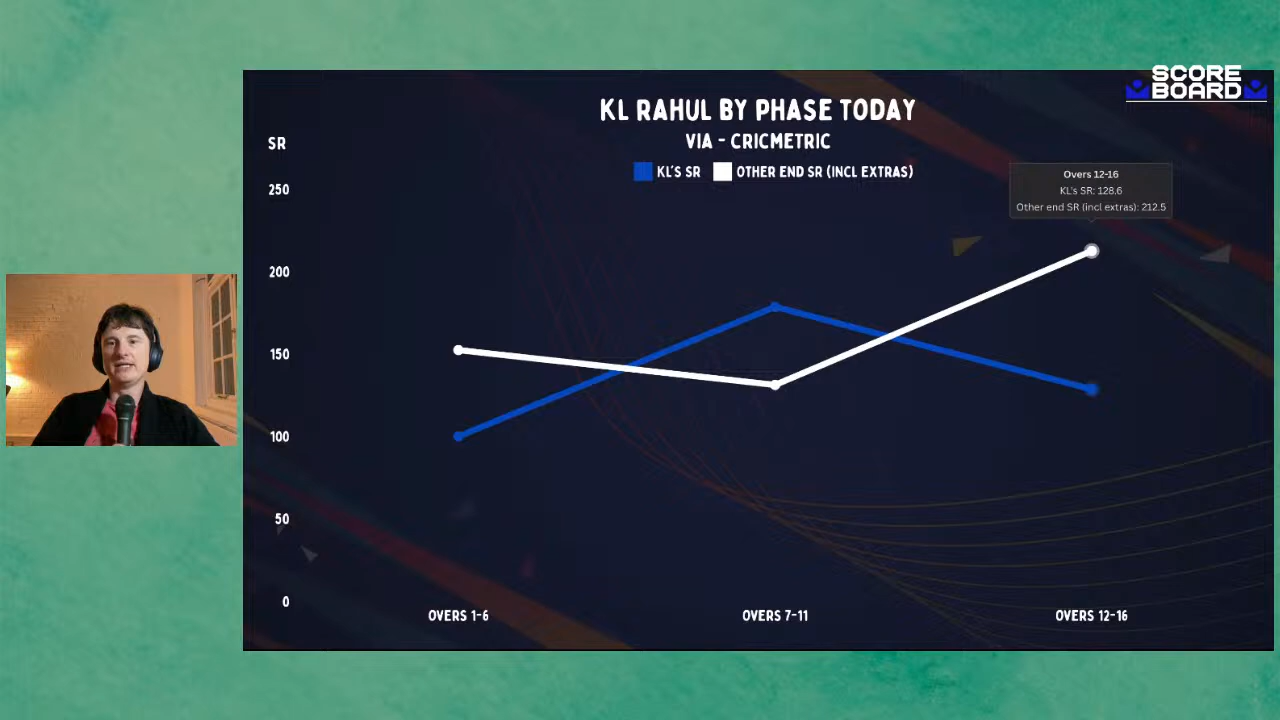 SCORE
BOARD
KL RAHUL BY PHASE TODAY
VIA - CRICMETRIC
SR
KL'S SR
OTHER END SR (INCL EXTRAS)
Overs 12-16
KL's SR: 128.6
Other end SR (incl extras): 212.5
250
200
150
100
50
0
OVERS 1-6
OVERS 7-11
OVERS 12-16